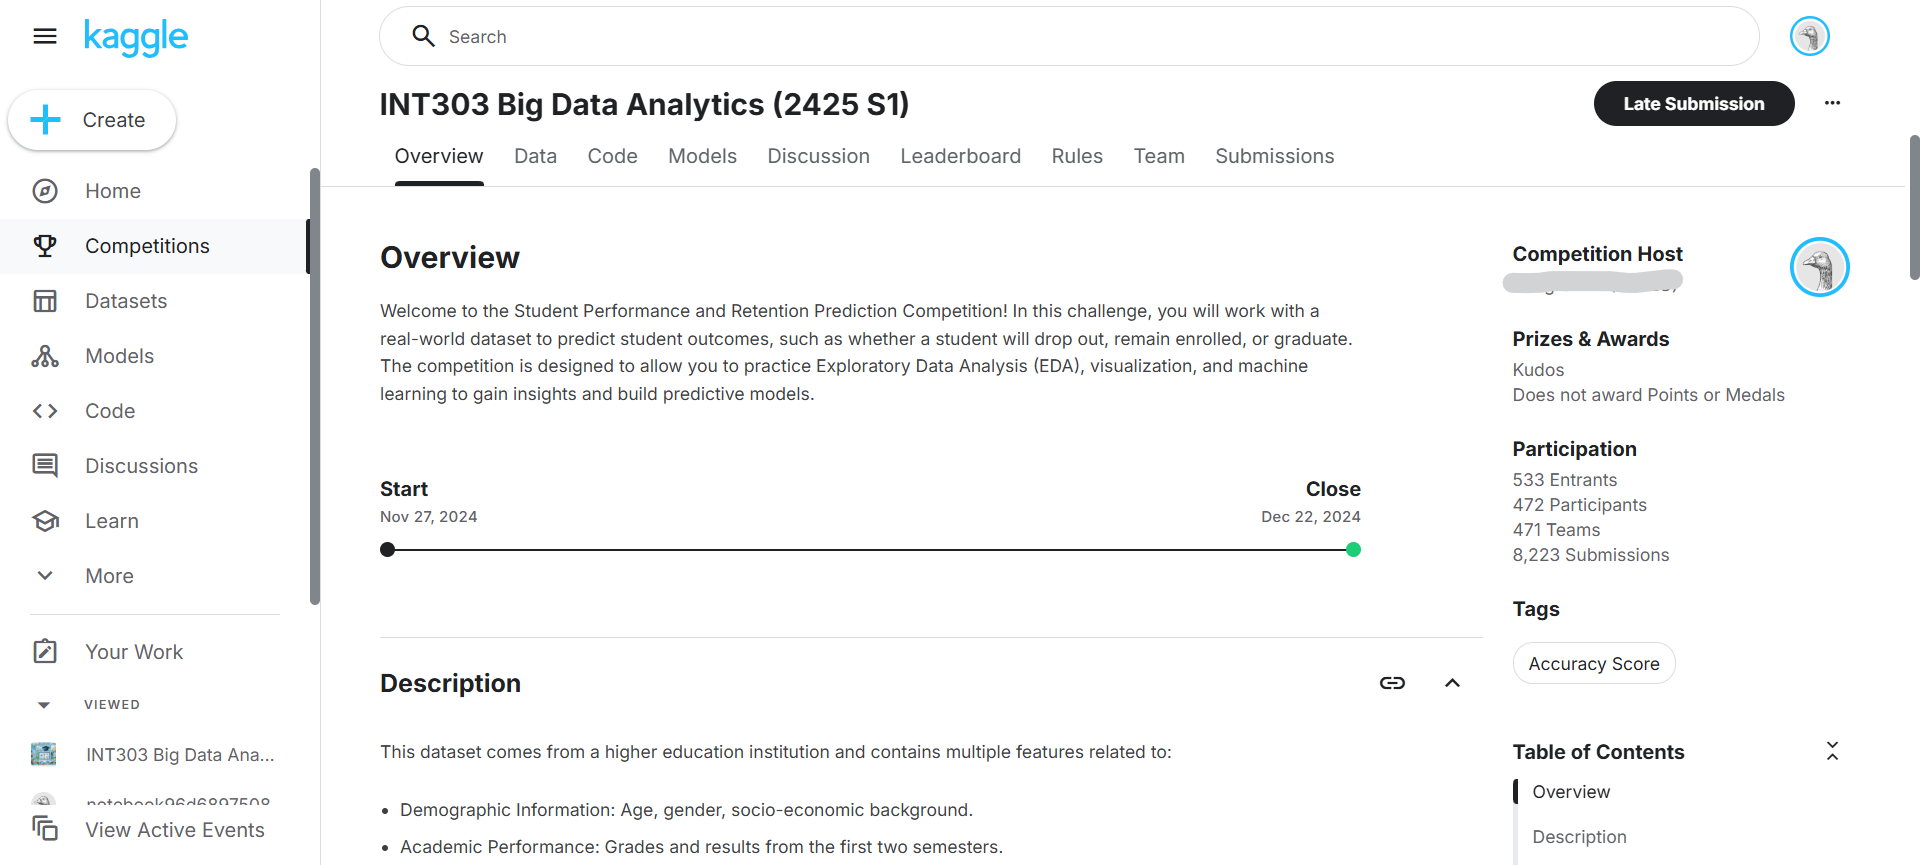 kaggle
Search
Create
Home
Competitions
Datasets
Models
Code
Discussions
Learn
More
Your Work
VIEWED
INT303 Big Data Ana...
View Active Events
INT303 Big Data Analytics (2425 S1)
Late Submission
Overview Data Code Models Discussion Leaderboard Rules Team Submissions
Overview
Welcome to the Student Performance and Retention Prediction Competition! In this challenge, you will work with a
real-world dataset to predict student outcomes, such as whether a student will drop out, remain enrolled, or graduate.
The competition is designed to allow you to practice Exploratory Data Analysis (EDA), visualization, and machine
learning to gain insights and build predictive models.
Start
Nov 27, 2024
Close
Dec 22, 2024
Description
This dataset comes from a higher education institution and contains multiple features related to:
• Demographic Information: Age, gender, socio-economic background.
• Academic Performance: Grades and results from the first two semesters.
Competition Host
Prizes & Awards
Kudos
Does not award Points or Medals
Participation
533 Entrants
472 Participants
471 Teams
8,223 Submissions
Tags
Accuracy Score
Table of Contents
Overview
Description